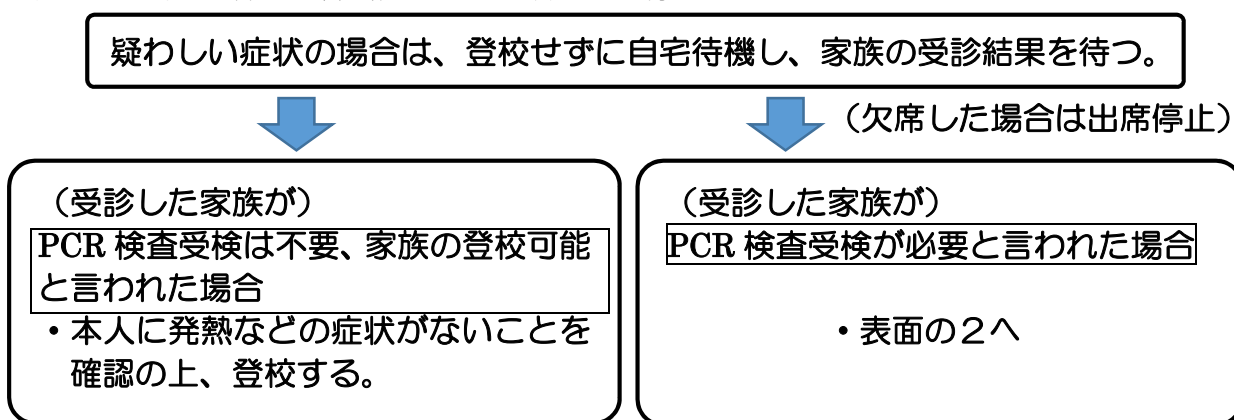 疑わしい症状の場合は、登校せずに自宅待機し、家族の受診結果を待つ。
（欠席した場合は出席停止）
（受診した家族が）
PCR 検査受検は不要、家族の登校可能
と言われた場合
・本人に発熱などの症状がないことを
確認の上、登校する。
（受診した家族が）
PCR 検査受検が必要と言われた場合
・表面の２へ